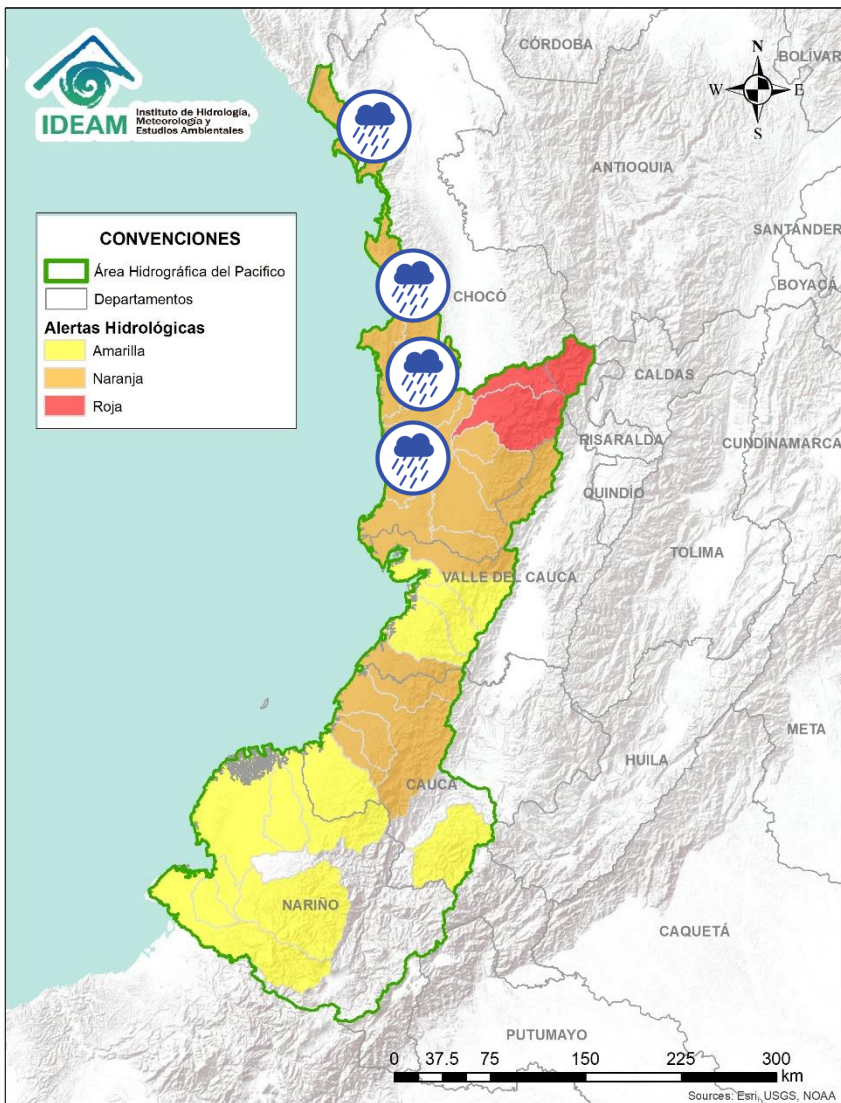 IDEAM
Instituto de Hidrología,
Meteorología y
Estudios Ambientales
CÓRDOBA
BOLÍVAR
N
W
E
S
ANTIOQUIA
SANTANDER
BOYACÁ
CONVENCIONES
Área Hidrográfica del Pacifico
Departamentos
Alertas Hidrológicas
Amarilla
Naranja
Roja
CHOCÓ
CALDAS
RISARALDA
CUNDINAMARCA
QUINDÍO
TOLIMA
VALLE DEL CAUCA
META
HUILA
CAUCA
NARIÑO
CAQUETÁ
PUTUMAYO
0 37.5 75 150 225 300
km
Sources: Esri, USGS, NOAA